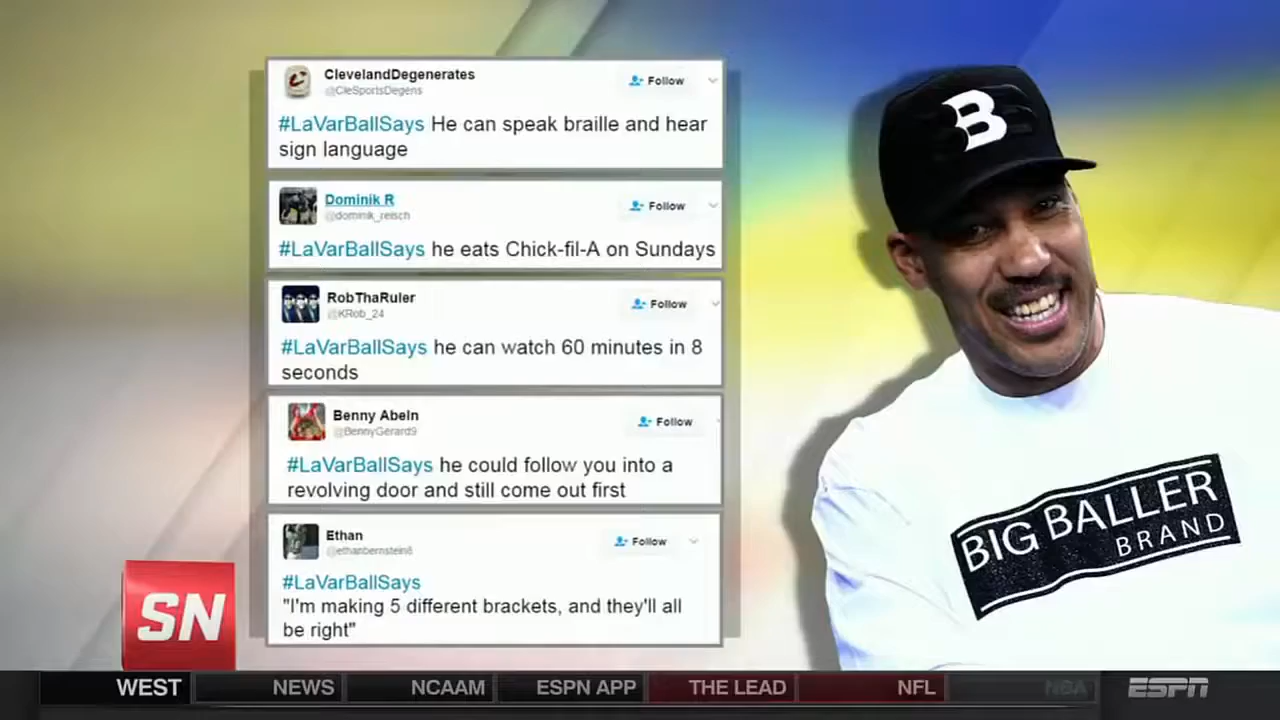 ClevelandDegenerates
@CleSportsDegens
Follow
#LaVarBallSays He can speak braille and hear
sign language
Dominik R
@dominik_reisch
Follow
#LaVarBallSays he eats Chick-fil-A on Sundays
RobThaRuler
@KRob_24
Follow
#LaVarBallSays he can watch 60 minutes in 8
seconds
Benny Abeln
@BennyGerard9
Follow
#LaVarBallSays he could follow you into a
revolving door and still come out first
Ethan
@ethanbernstein8
Follow
#LaVarBallSays
"I'm making 5 different brackets, and they'll all
be right"
B
BIG BALLER
BRAND
SN
WEST NEWS NCAAM ESPN APP THE LEAD NFL NBA ESPN